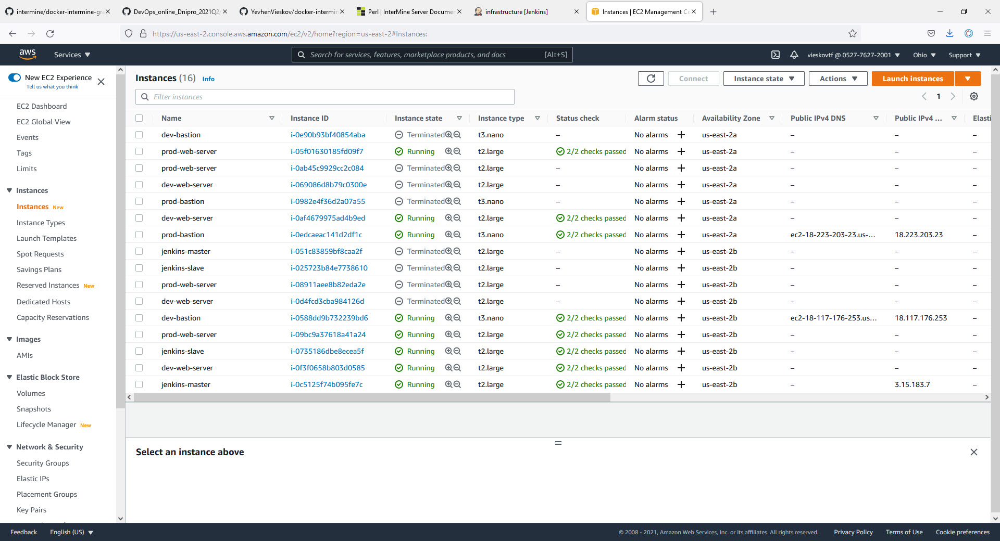 intermine/docker-intermine-gra
DevOps_online_Dnipro_2021Q2/
YevhenVieskov/docker-intermin
Perl | InterMine Server Documen
infrastructure [Jenkins]
Instances | EC2 Management Co
https://us-east-2.console.aws.amazon.com/ec2/v2/home?region=us-east-2#Instances:
aws
Services
Search for services, features, marketplace products, and docs
[Alt+S]
vieskovtf @ 0527-7627-2001
Ohio
Support
New EC2 Experience
Tell us what you think
EC2 Dashboard
EC2 Global View
Events
Tags
Limits
Instances
Instances New
Instance Types
Launch Templates
Spot Requests
Savings Plans
Reserved Instances New
Dedicated Hosts
Capacity Reservations
Images
AMIs
Elastic Block Store
Volumes
Snapshots
Lifecycle Manager New
Network & Security
Security Groups
Elastic IPs
Placement Groups
Key Pairs
Instances (16) Info
Connect
Instance state
Actions
Launch instances
Filter instances
1
Name Instance ID Instance state Instance type Status check Alarm status Availability Zone Public IPv4 DNS Public IPv4 ... Elasti
dev-bastion i-0e90b93bf40854aba Terminated t3.nano – No alarms + us-east-2a – – –
prod-web-server i-05f01630185fd09f7 Running t2.large 2/2 checks passed No alarms + us-east-2a – – –
prod-web-server i-0ab45c9929cc2c084 Terminated t2.large – No alarms + us-east-2a – – –
dev-web-server i-069086d8b79c0300e Terminated t2.large – No alarms + us-east-2a – – –
prod-bastion i-0982e4f36d2a07a55 Terminated t3.nano – No alarms + us-east-2a – – –
dev-web-server i-0af4679975ad4b9ed Running t2.large 2/2 checks passed No alarms + us-east-2a – – –
prod-bastion i-0edcaeac141d2df1c Running t3.nano 2/2 checks passed No alarms + us-east-2a ec2-18-223-203-23.us-... 18.223.203.23 –
jenkins-master i-051c83859bf8caa2f Terminated t2.large – No alarms + us-east-2b – – –
jenkins-slave i-025723b84e7738610 Terminated t2.large – No alarms + us-east-2b – – –
prod-web-server i-08911aee8b82eda2e Terminated t2.large – No alarms + us-east-2b – – –
dev-web-server i-0d4fcd3cba984126d Terminated t2.large – No alarms + us-east-2b – – –
dev-bastion i-0588dd9b732239bd6 Running t3.nano 2/2 checks passed No alarms + us-east-2b ec2-18-117-176-253.us... 18.117.176.253 –
prod-web-server i-09bc9a37618a41a24 Running t2.large 2/2 checks passed No alarms + us-east-2b – – –
jenkins-slave i-0735186dbe8ecea5f Running t2.large 2/2 checks passed No alarms + us-east-2b – – –
dev-web-server i-0f3f0658b803d0585 Running t2.large 2/2 checks passed No alarms + us-east-2b – – –
jenkins-master i-0c5125f74b095fe7c Running t2.large 2/2 checks passed No alarms + us-east-2b – 3.15.183.7 –
Select an instance above
Feedback
English (US)
© 2008 - 2021, Amazon Web Services, Inc. or its affiliates. All rights reserved.
Privacy Policy
Terms of Use
Cookie preferences